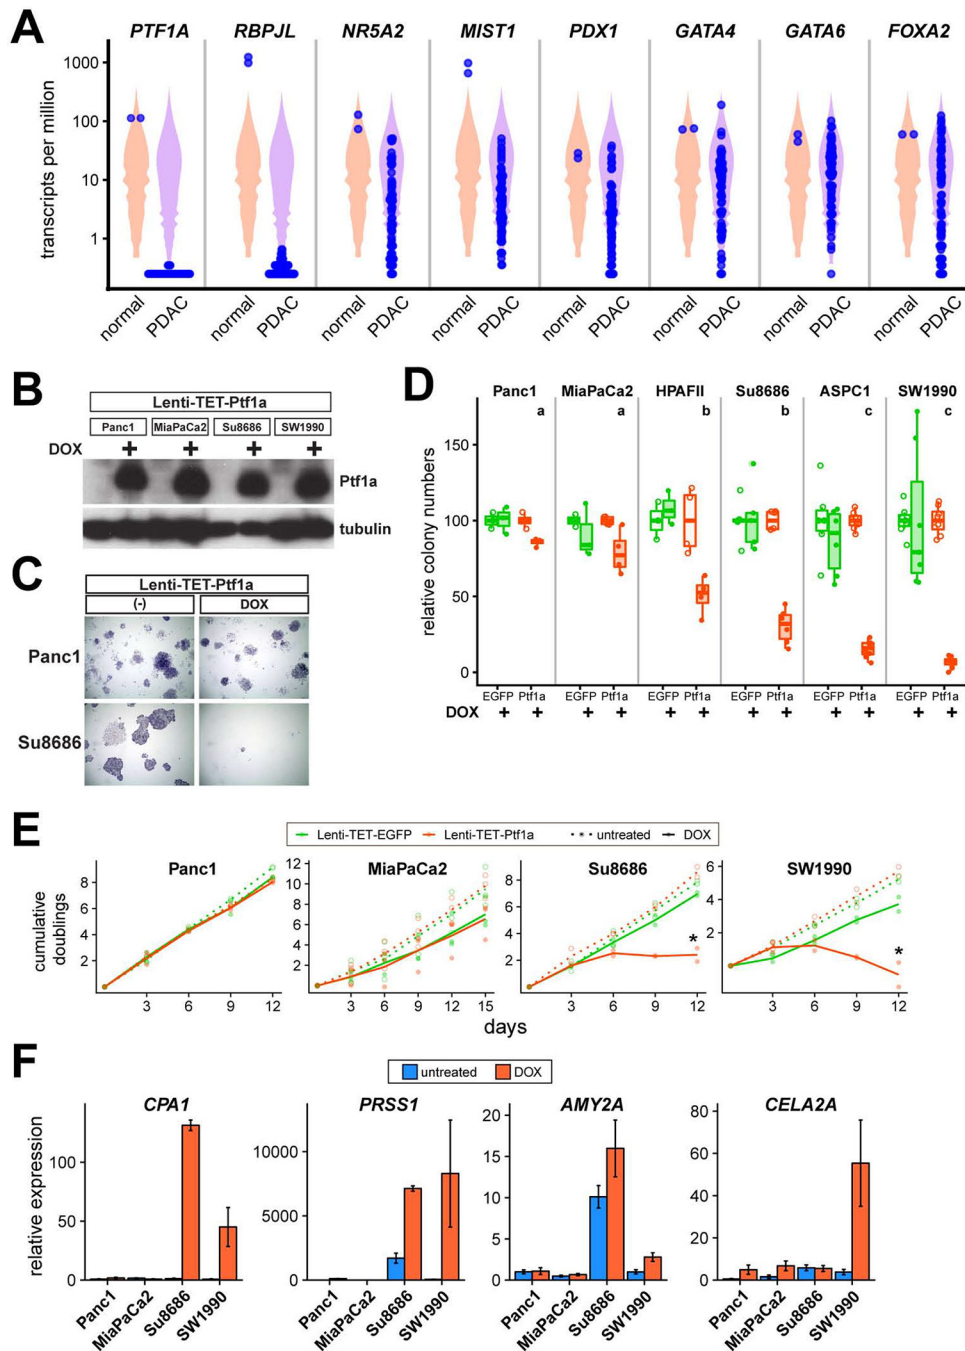 A
PTF1A RBPJL NR5A2 MIST1 PDX1 GATA4 GATA6 FOXA2
transcripts per million
1000
100
10
1
normal PDAC normal PDAC normal PDAC normal PDAC normal PDAC normal PDAC normal PDAC normal PDAC
B
Lenti-TET-Ptf1a
Panc1 MiaPaCa2 Su8686 SW1990
DOX + + + +
Ptf1a
tubulin
C
Lenti-TET-Ptf1a
(-) DOX
Panc1
Su8686
D
Panc1 MiaPaCa2 HPAFII Su8686 ASPC1 SW1990
a a b b c c
relative colony numbers
150
100
50
0
EGFP Ptf1a EGFP Ptf1a EGFP Ptf1a EGFP Ptf1a EGFP Ptf1a EGFP Ptf1a
DOX + + + + + + + + + + + +
E
Lenti-TET-EGFP Lenti-TET-Ptf1a untreated DOX
Panc1 MiaPaCa2 Su8686 SW1990
cumulative
doublings
8
6
4
2
3 6 9 12
12
10
8
6
4
2
3 6 9 12 15
8
6
4
2
*
3 6 9 12
6
4
2
0
*
3 6 9 12
days
F
untreated DOX
CPA1 PRSS1 AMY2A CELA2A
relative expression
100
50
0
10000
5000
0
20
15
10
5
0
80
60
40
20
0
Panc1 MiaPaCa2 Su8686 SW1990 Panc1 MiaPaCa2 Su8686 SW1990 Panc1 MiaPaCa2 Su8686 SW1990 Panc1 MiaPaCa2 Su8686 SW1990